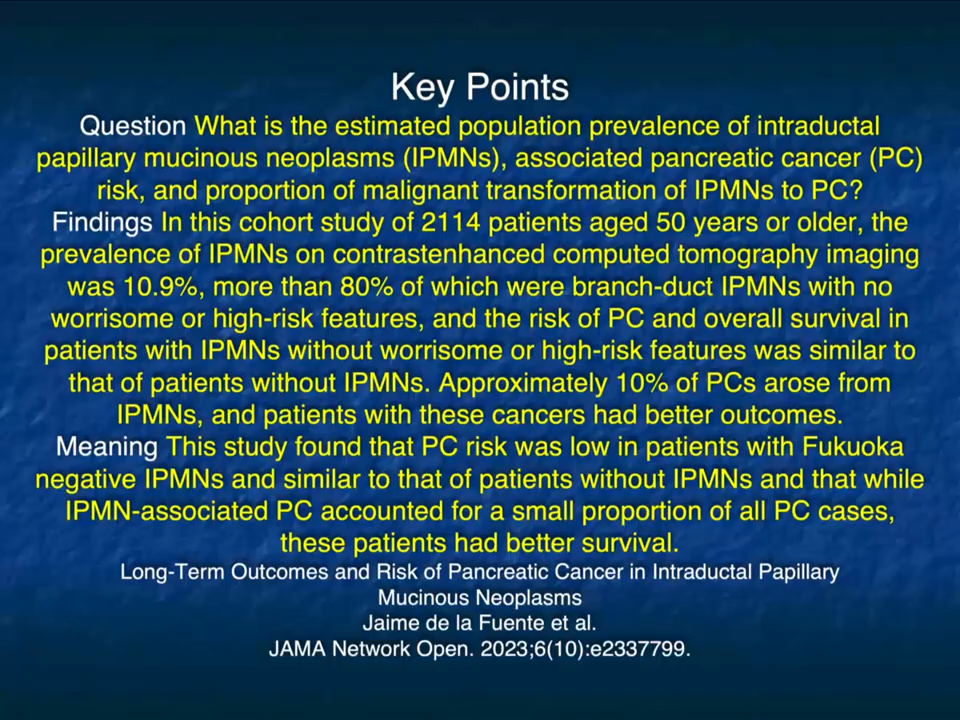 Key Points
Question What is the estimated population prevalence of intraductal
papillary mucinous neoplasms (IPMNs), associated pancreatic cancer (PC)
risk, and proportion of malignant transformation of IPMNs to PC?
Findings In this cohort study of 2114 patients aged 50 years or older, the
prevalence of IPMNs on contrastenhanced computed tomography imaging
was 10.9%, more than 80% of which were branch-duct IPMNs with no
worrisome or high-risk features, and the risk of PC and overall survival in
patients with IPMNs without worrisome or high-risk features was similar to
that of patients without IPMNs. Approximately 10% of PCs arose from
IPMNs, and patients with these cancers had better outcomes.
Meaning This study found that PC risk was low in patients with Fukuoka
negative IPMNs and similar to that of patients without IPMNs and that while
IPMN-associated PC accounted for a small proportion of all PC cases,
these patients had better survival.
Long-Term Outcomes and Risk of Pancreatic Cancer in Intraductal Papillary
Mucinous Neoplasms
Jaime de la Fuente et al.
JAMA Network Open. 2023;6(10):e2337799.